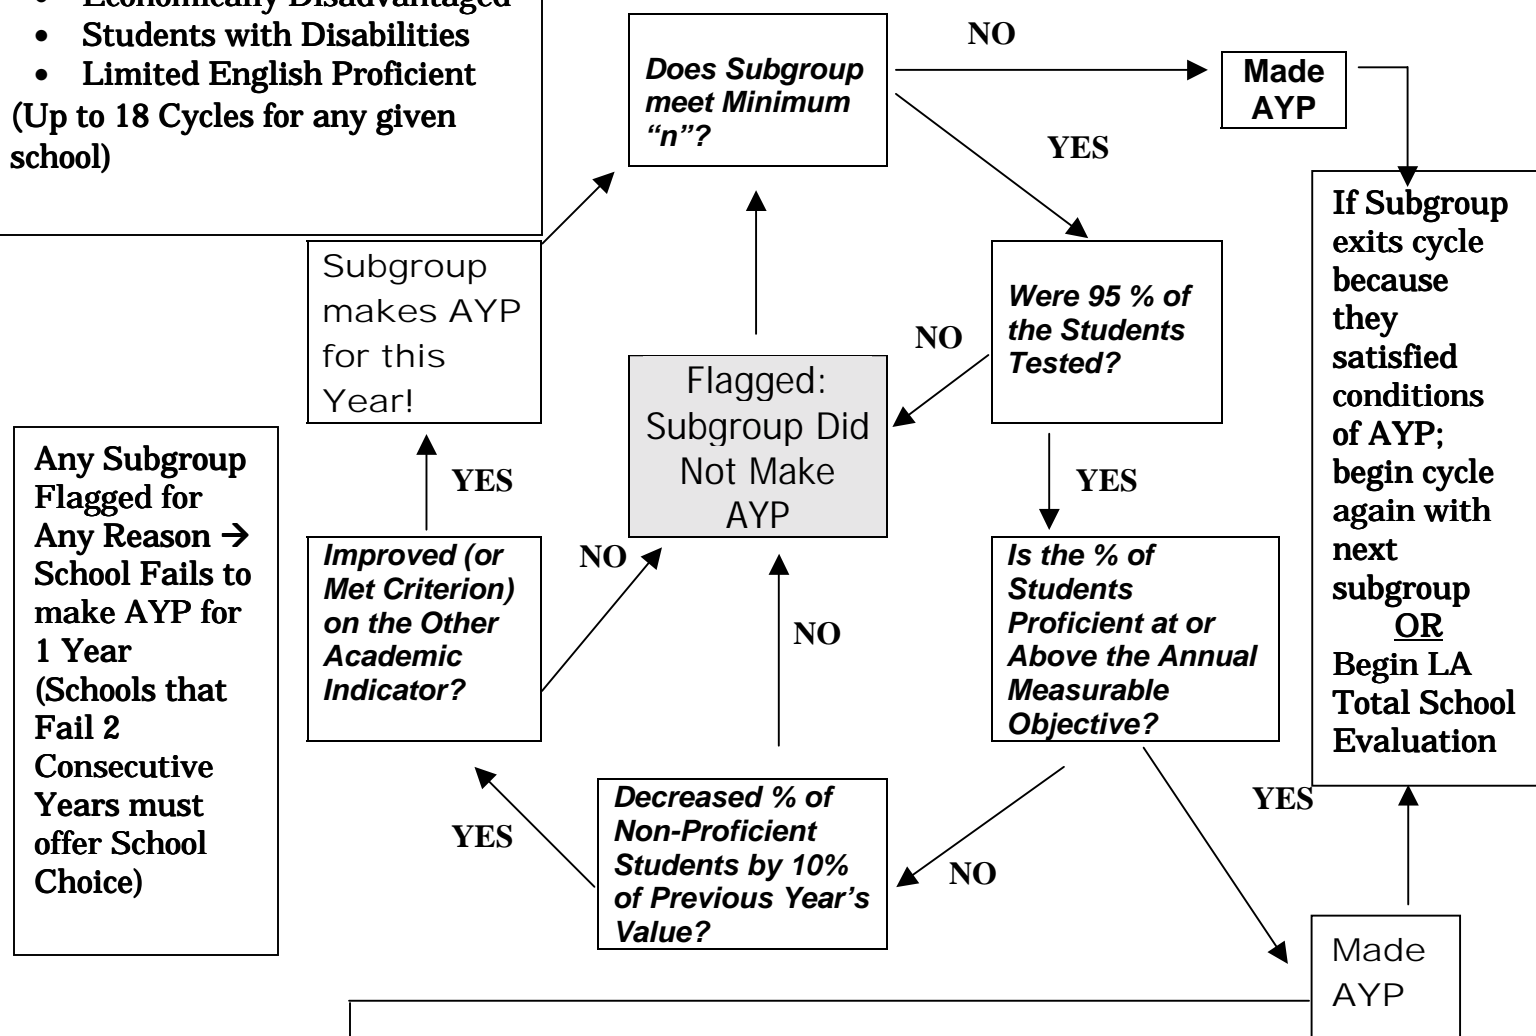 • Economically Disadvantaged
• Students with Disabilities
• Limited English Proficient
(Up to 18 Cycles for any given
school)
Does Subgroup
meet Minimum
“n”?
NO
Made
AYP
YES
If Subgroup
exits cycle
because
they
satisfied
conditions
of AYP;
begin cycle
again with
next
subgroup
OR
Begin LA
Total School
Evaluation
Subgroup
makes AYP
for this
Year!
Were 95 % of
the Students
Tested?
NO
Flagged:
Subgroup Did
Not Make
AYP
Any Subgroup
Flagged for
Any Reason →
School Fails to
make AYP for
1 Year
(Schools that
Fail 2
Consecutive
Years must
offer School
Choice)
YES
YES
Improved (or
Met Criterion)
on the Other
Academic
Indicator?
NO
NO
Is the % of
Students
Proficient at or
Above the Annual
Measurable
Objective?
YES
Decreased % of
Non-Proficient
Students by 10%
of Previous Year’s
Value?
YES
NO
Made
AYP